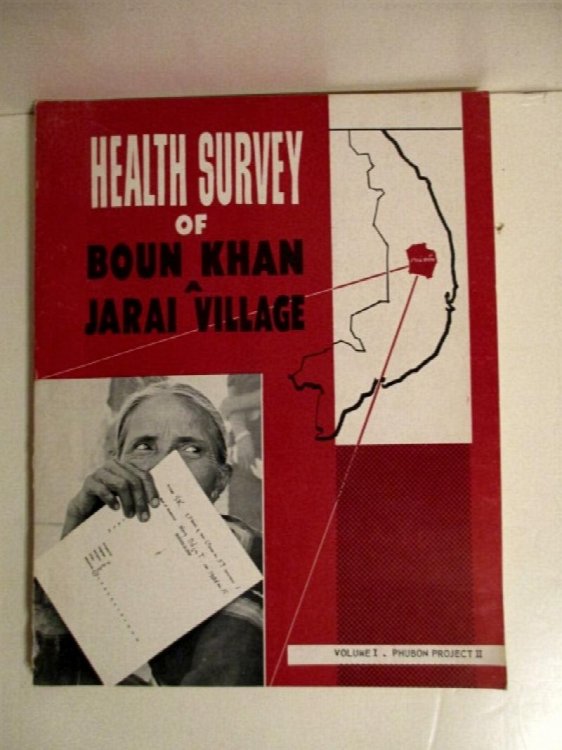 HEALTH SURVEY
OF
BOUN KHAN
^
JARAI VILLAGE
VOLUME I . PHUBON PROJECT II